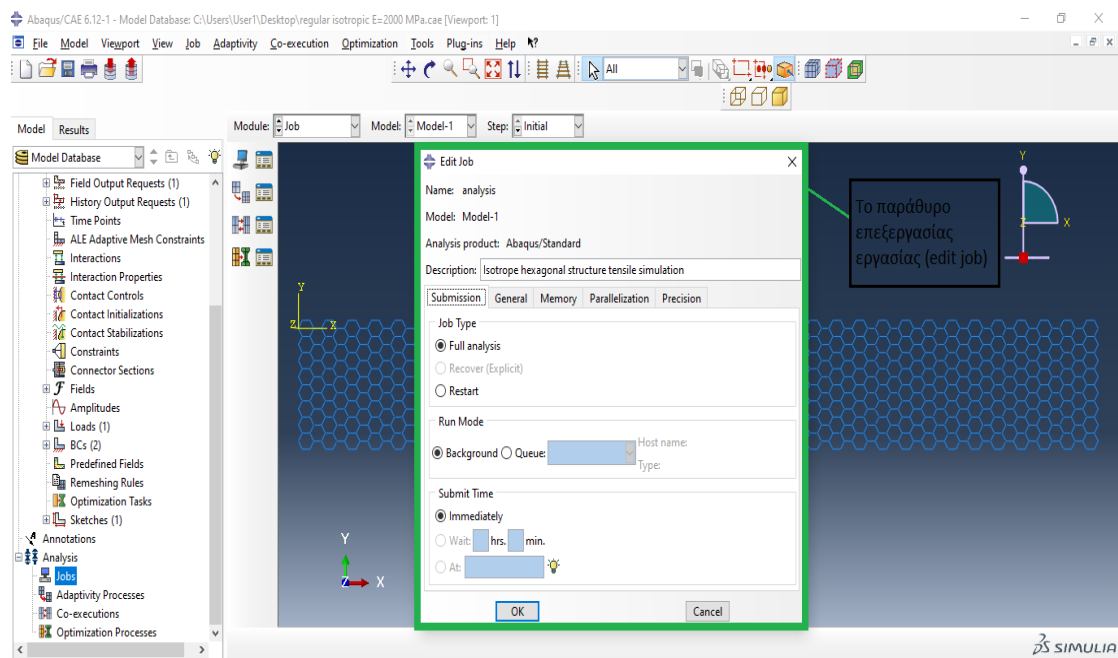 Abaqus/CAE 6.12-1 - Model Database: C:\Users\User1\Desktop\regular isotropic E=2000 MPa.cae [Viewport: 1]
File Model Viewport View Job Adaptivity Co-execution Optimization Tools Plug-ins Help
All
Model Results
Module: Job Model: Model-1 Step: Initial
Model Database
Field Output Requests (1)
History Output Requests (1)
Time Points
ALE Adaptive Mesh Constraints
Interactions
Interaction Properties
Contact Controls
Contact Initializations
Contact Stabilizations
Constraints
Connector Sections
Fields
Amplitudes
Loads (1)
BCs (2)
Predefined Fields
Remeshing Rules
Optimization Tasks
Sketches (1)
Annotations
Analysis
Jobs
Adaptivity Processes
Co-executions
Optimization Processes
Y
Z X
Y
Z X
Edit Job
Name: analysis
Model: Model-1
Analysis product: Abaqus/Standard
Description: Isotrope hexagonal structure tensile simulation
Submission General Memory Parallelization Precision
Job Type
Full analysis
Recover (Explicit)
Restart
Run Mode
Background Queue: Host name:
Type:
Submit Time
Immediately
Wait: hrs. min.
At:
OK Cancel
Το παράθυρο
επεξεργασίας
εργασίας (edit job)
Y
Z X
SIMULIA